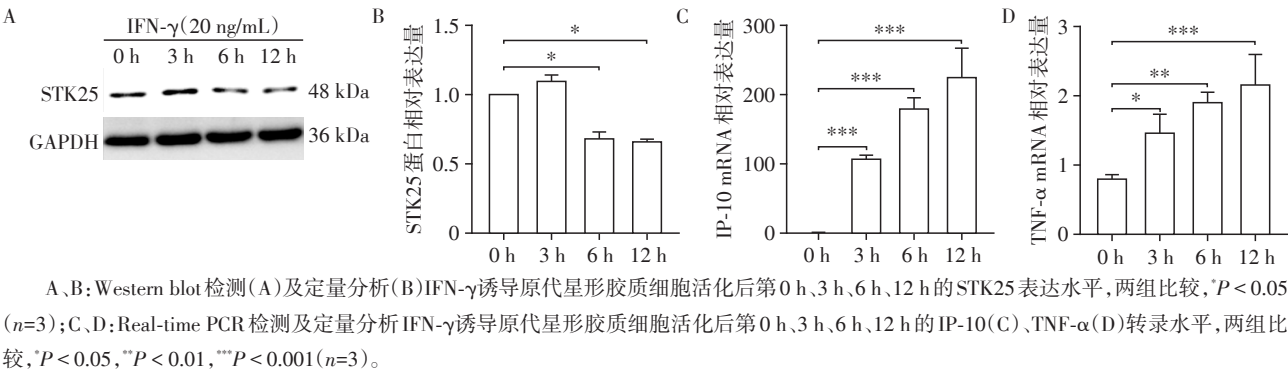 A
IFN-γ(20 ng/mL)
0 h 3 h 6 h 12 h
STK25
48 kDa
GAPDH
36 kDa
B
STK25蛋白相对表达量
1.5
1.0
0.5
0
*
*
0 h 3 h 6 h 12 h
C
IP-10 mRNA相对表达量
300
200
100
0
***
***
***
0 h 3 h 6 h 12 h
D
TNF-α mRNA相对表达量
3
2
1
0
***
**
*
0 h 3 h 6 h 12 h
A、B:Western blot检测(A)及定量分析(B)IFN-γ诱导原代星形胶质细胞活化后第0 h、3 h、6 h、12 h的STK25表达水平,两组比较,*P<0.05
(n=3);C、D:Real-time PCR检测及定量分析IFN-γ诱导原代星形胶质细胞活化后第0 h、3 h、6 h、12 h的IP-10(C)、TNF-α(D)转录水平,两组比
较,*P<0.05,**P<0.01,***P<0.001(n=3)。